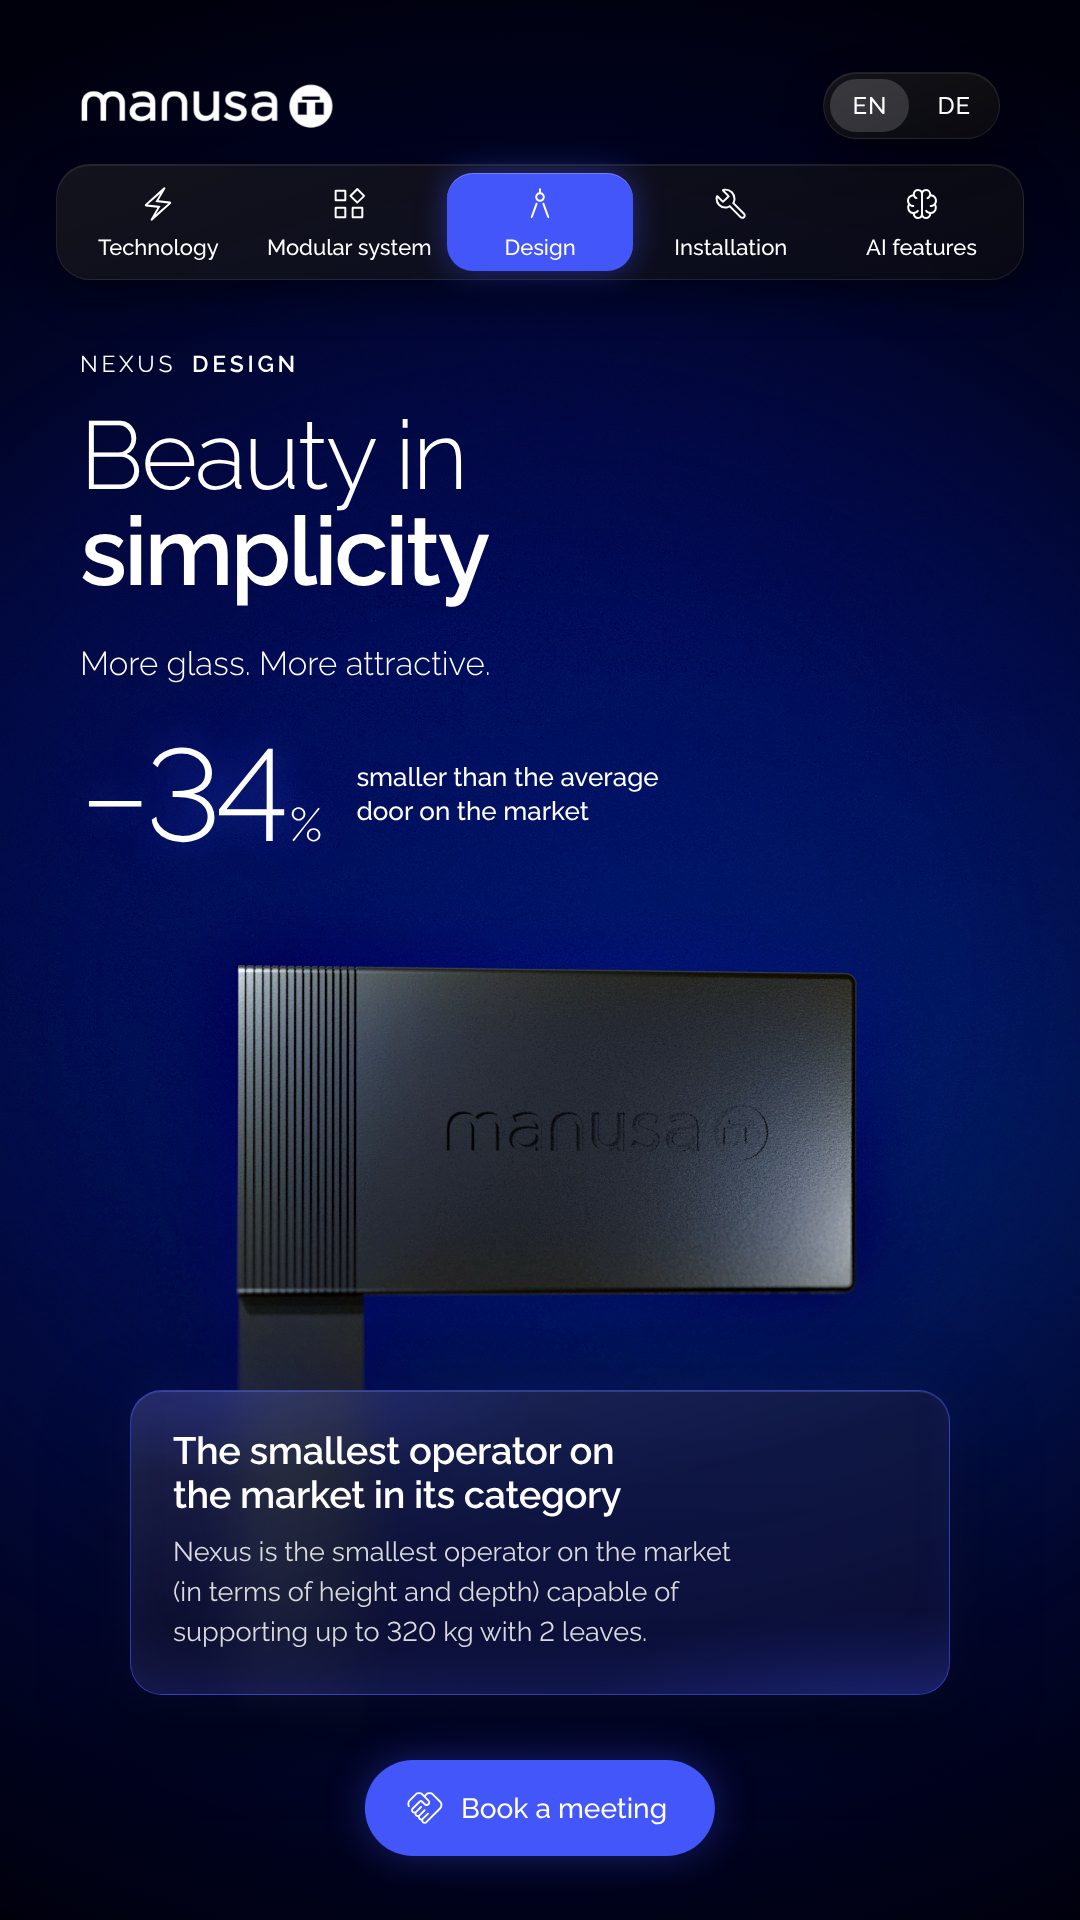 manusa
EN DE
Technology Modular system Design Installation AI features
NEXUS DESIGN
Beauty in
simplicity
More glass. More attractive.
–34%
smaller than the average
door on the market
manusa
The smallest operator on
the market in its category
Nexus is the smallest operator on the market
(in terms of height and depth) capable of
supporting up to 320 kg with 2 leaves.
Book a meeting